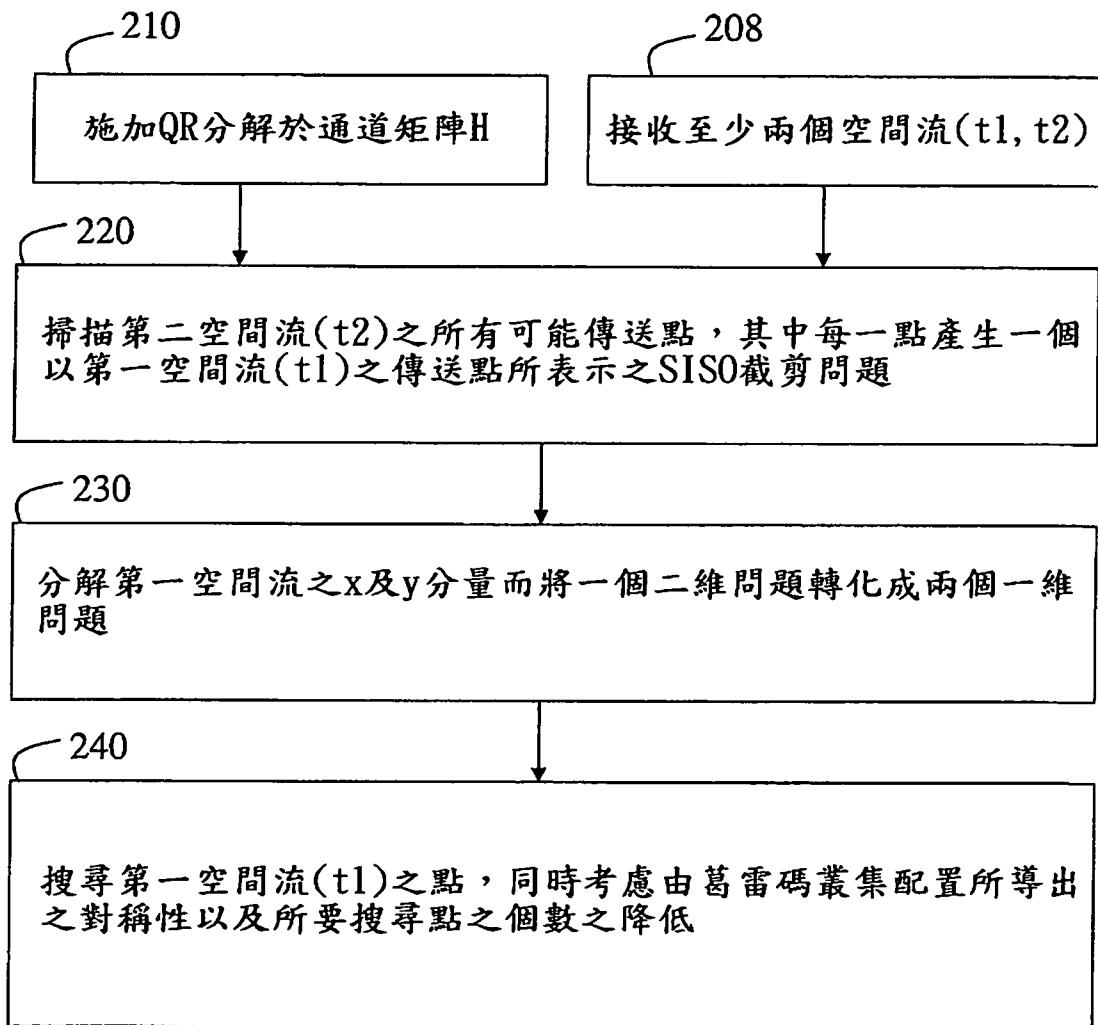 210
208
施加QR分解於通道矩陣H
接收至少兩個空間流(t1,t2)
220
掃描第二空間流(t2)之所有可能傳送點，其中每一點產生一個
以第一空間流(t1)之傳送點所表示之SISO截剪問題
230
分解第一空間流之x及y分量而將一個二維問題轉化成兩個一維
問題
240
搜尋第一空間流(t1)之點，同時考慮由葛雷碼叢集配置所導出
之對稱性以及所要搜尋點之個數之降低